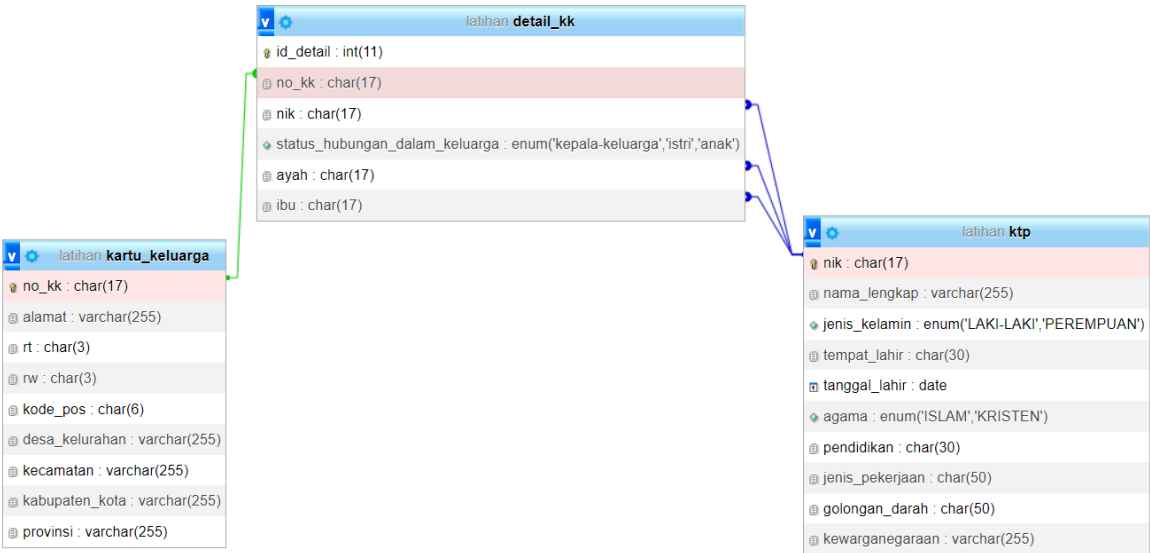 v latihan detail_kk
id_detail : int(11)
no_kk : char(17)
nik : char(17)
status_hubungan_dalam_keluarga : enum('kepala-keluarga','istri','anak')
ayah : char(17)
ibu : char(17)
v latihan kartu_keluarga
no_kk : char(17)
alamat : varchar(255)
rt : char(3)
rw : char(3)
kode_pos : char(6)
desa_kelurahan : varchar(255)
kecamatan : varchar(255)
kabupaten_kota : varchar(255)
provinsi : varchar(255)
v latihan ktp
nik : char(17)
nama_lengkap : varchar(255)
jenis_kelamin : enum('LAKI-LAKI','PEREMPUAN')
tempat_lahir : char(30)
tanggal_lahir : date
agama : enum('ISLAM','KRISTEN')
pendidikan : char(30)
jenis_pekerjaan : char(50)
golongan_darah : char(50)
kewarganegaraan : varchar(255)